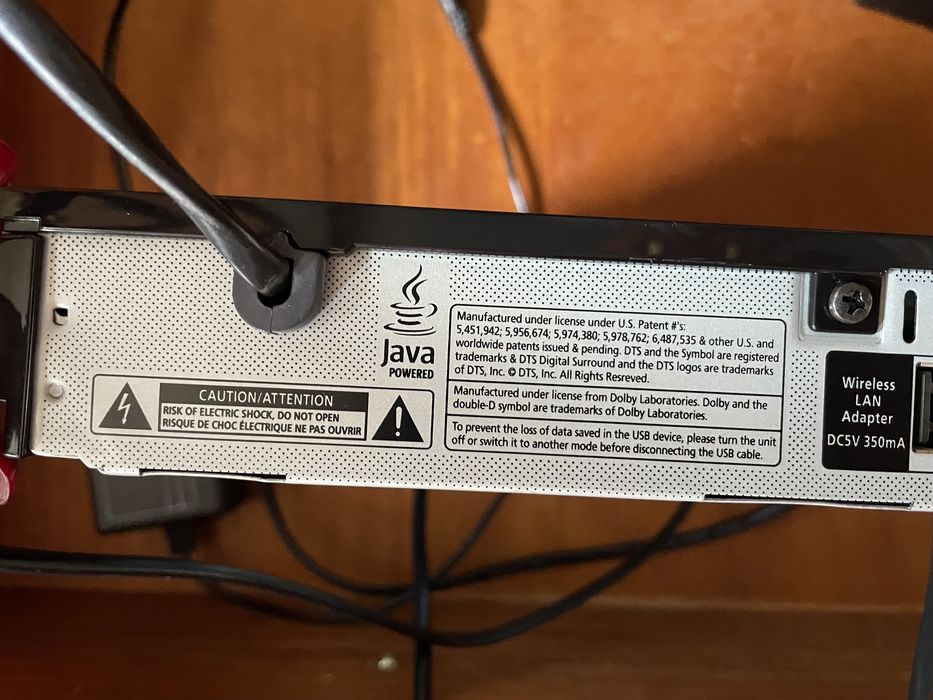 Java
POWERED
CAUTION/ATTENTION
RISK OF ELECTRIC SHOCK, DO NOT OPEN
RISQUE DE CHOC ÉLECTRIQUE NE PAS OUVRIR
Manufactured under license under U.S. Patent #'s:
5,451,942; 5,956,674; 5,974,380; 5,978,762; 6,487,535 & other U.S. and
worldwide patents issued & pending. DTS and the Symbol are registered
trademarks & DTS Digital Surround and the DTS logos are trademarks
of DTS, Inc. © DTS, Inc. All Rights Resreved.
Manufactured under license from Dolby Laboratories. Dolby and the
double-D symbol are trademarks of Dolby Laboratories.
To prevent the loss of data saved in the USB device, please turn the unit
off or switch it to another mode before disconnecting the USB cable.
Wireless
LAN
Adapter
DC5V 350mA